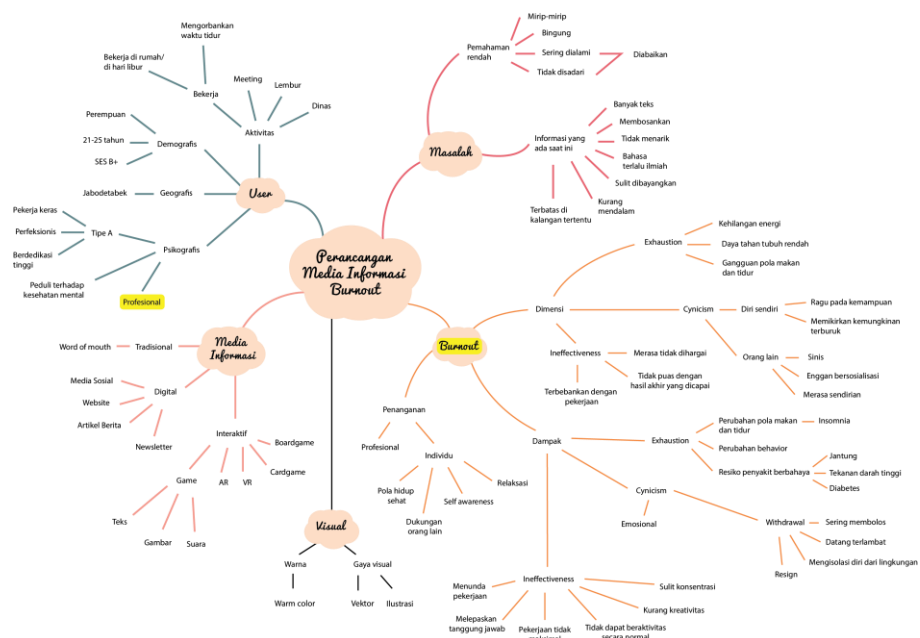 Perancangan
Media Informasi
Burnout
User
Aktivitas
Bekerja
Mengorbankan
waktu tidur
Bekerja di rumah/
di hari libur
Meeting
Lembur
Dinas
Demografis
Perempuan
21-25 tahun
SES B+
Geografis
Jabodetabek
Psikografis
Tipe A
Pekerja keras
Perfeksionis
Berdedikasi
tinggi
Peduli terhadap
kesehatan mental
Profesional
Masalah
Pemahaman
rendah
Mirip-mirip
Bingung
Sering dialami
Tidak disadari
Diabaikan
Informasi yang
ada saat ini
Banyak teks
Membosankan
Tidak menarik
Bahasa
terlalu ilmiah
Sulit dibayangkan
Kurang
mendalam
Terbatas di
kalangan tertentu
Media
Informasi
Tradisional
Word of mouth
Digital
Media Sosial
Website
Artikel Berita
Newsletter
Interaktif
Boardgame
Cardgame
VR
AR
Game
Teks
Gambar
Suara
Visual
Warna
Warm color
Gaya visual
Vektor
Ilustrasi
Burnout
Dimensi
Exhaustion
Kehilangan energi
Daya tahan tubuh rendah
Gangguan pola makan
dan tidur
Cynicism
Diri sendiri
Ragu pada kemampuan
Memikirkan kemungkinan
terburuk
Orang lain
Sinis
Enggan bersosialisasi
Merasa sendirian
Ineffectiveness
Merasa tidak dihargai
Tidak puas dengan
hasil akhir yang dicapai
Terbebankan dengan
pekerjaan
Penanganan
Profesional
Individu
Pola hidup
sehat
Dukungan
orang lain
Self awareness
Relaksasi
Dampak
Exhaustion
Perubahan pola makan
dan tidur
Insomnia
Perubahan behavior
Resiko penyakit berbahaya
Jantung
Tekanan darah tinggi
Diabetes
Cynicism
Emosional
Withdrawal
Sering membolos
Datang terlambat
Mengisolasi diri dari lingkungan
Resign
Ineffectiveness
Menunda
pekerjaan
Melepaskan
tanggung jawab
Pekerjaan tidak
Tidak dapat beraktivitas
secara normal
Kurang kreativitas
Sulit konsentrasi